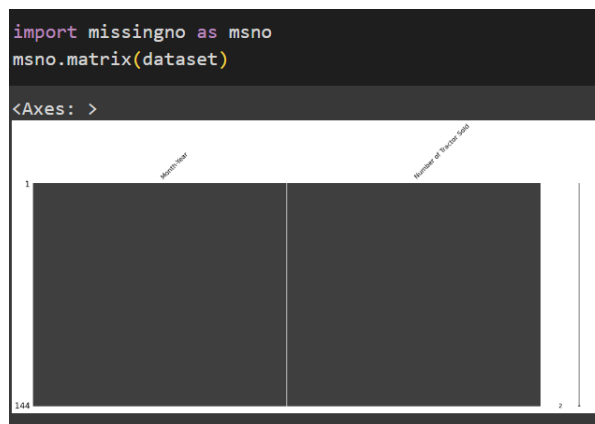 import missingno as msno
msno.matrix(dataset)
<Axes: >
Month-Year
Number of Tractor Sold
1
144
2